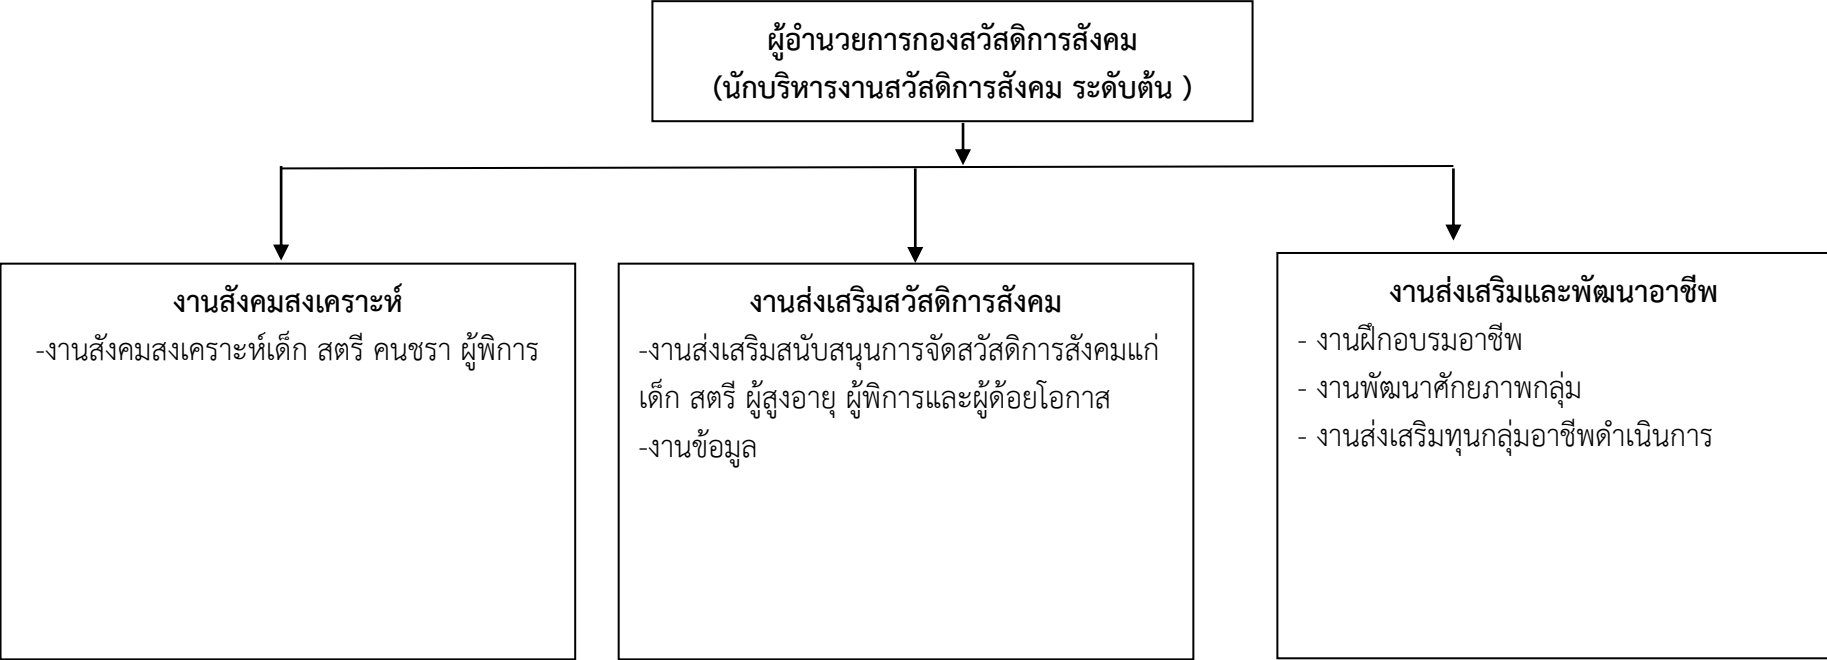 ผู้อำนวยการกองสวัสดิการสังคม
(นักบริหารงานสวัสดิการสังคม ระดับต้น )
งานสังคมสงเคราะห์
-งานสังคมสงเคราะห์เด็ก สตรี คนชรา ผู้พิการ
งานส่งเสริมสวัสดิการสังคม
-งานส่งเสริมสนับสนุนการจัดสวัสดิการสังคมแก่
เด็ก สตรี ผู้สูงอายุ ผู้พิการและผู้ด้อยโอกาส
-งานข้อมูล
งานส่งเสริมและพัฒนาอาชีพ
- งานฝึกอบรมอาชีพ
- งานพัฒนาศักยภาพกลุ่ม
- งานส่งเสริมทุนกลุ่มอาชีพดำเนินการ